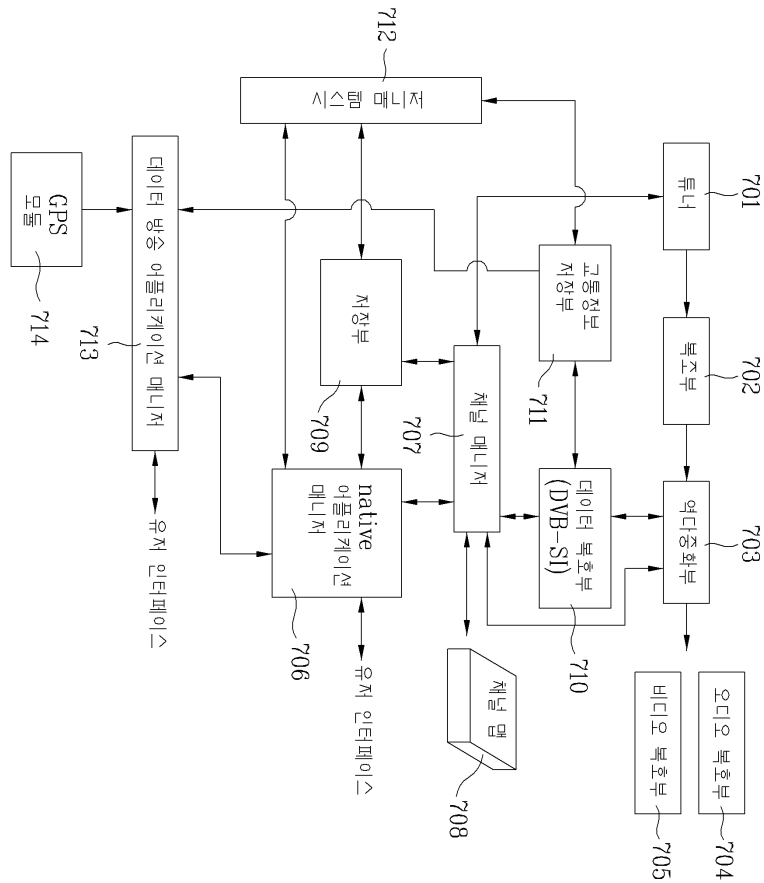 701
튜너
702
복조부
703
역다중화부
오디오 복호부
704
비디오 복호부
705
교통정보
저장부
711
데이터 복호부
(DVB-SI)
710
채널 매니저
707
채널 맵
708
712
시스템 매니저
저장부
709
native
어플리케이션
매니저
706
유저 인터페이스
데이터 방송 어플리케이션 매니저
713
유저 인터페이스
GPS
모듈
714